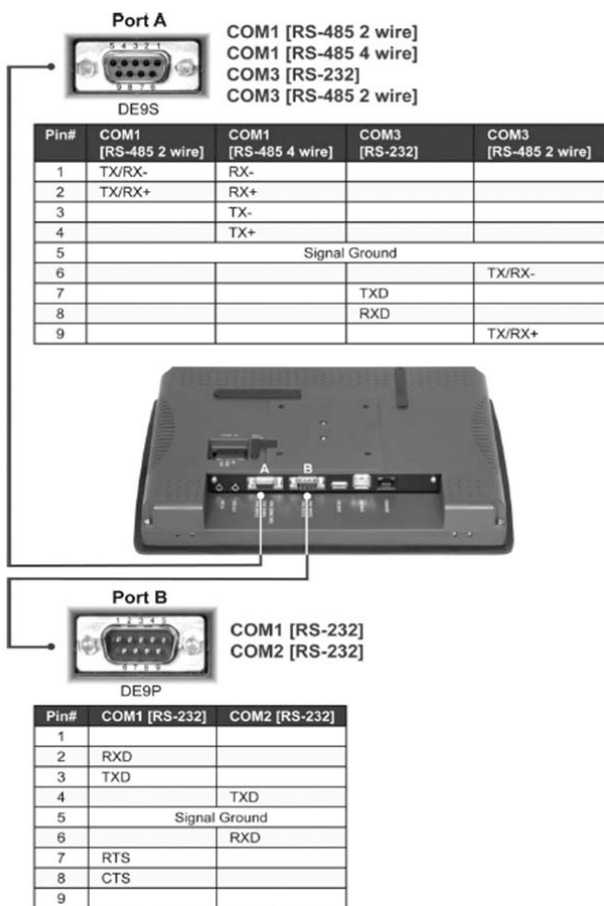 Port A
COM1 [RS-485 2 wire]
COM1 [RS-485 4 wire]
COM3 [RS-232]
COM3 [RS-485 2 wire]
5 4 3 2 1
9 8 7 6
DE9S
Pin# COM1 [RS-485 2 wire] COM1 [RS-485 4 wire] COM3 [RS-232] COM3 [RS-485 2 wire]
1 TX/RX- RX-
2 TX/RX+ RX+
3 TX-
4 TX+
5 Signal Ground
6 TX/RX-
7 TXD
8 RXD
9 TX/RX+
A B
Port B
COM1 [RS-232]
COM2 [RS-232]
1 2 3 4 5
6 7 8 9
DE9P
Pin# COM1 [RS-232] COM2 [RS-232]
1
2 RXD
3 TXD
4 TXD
5 Signal Ground
6 RXD
7 RTS
8 CTS
9